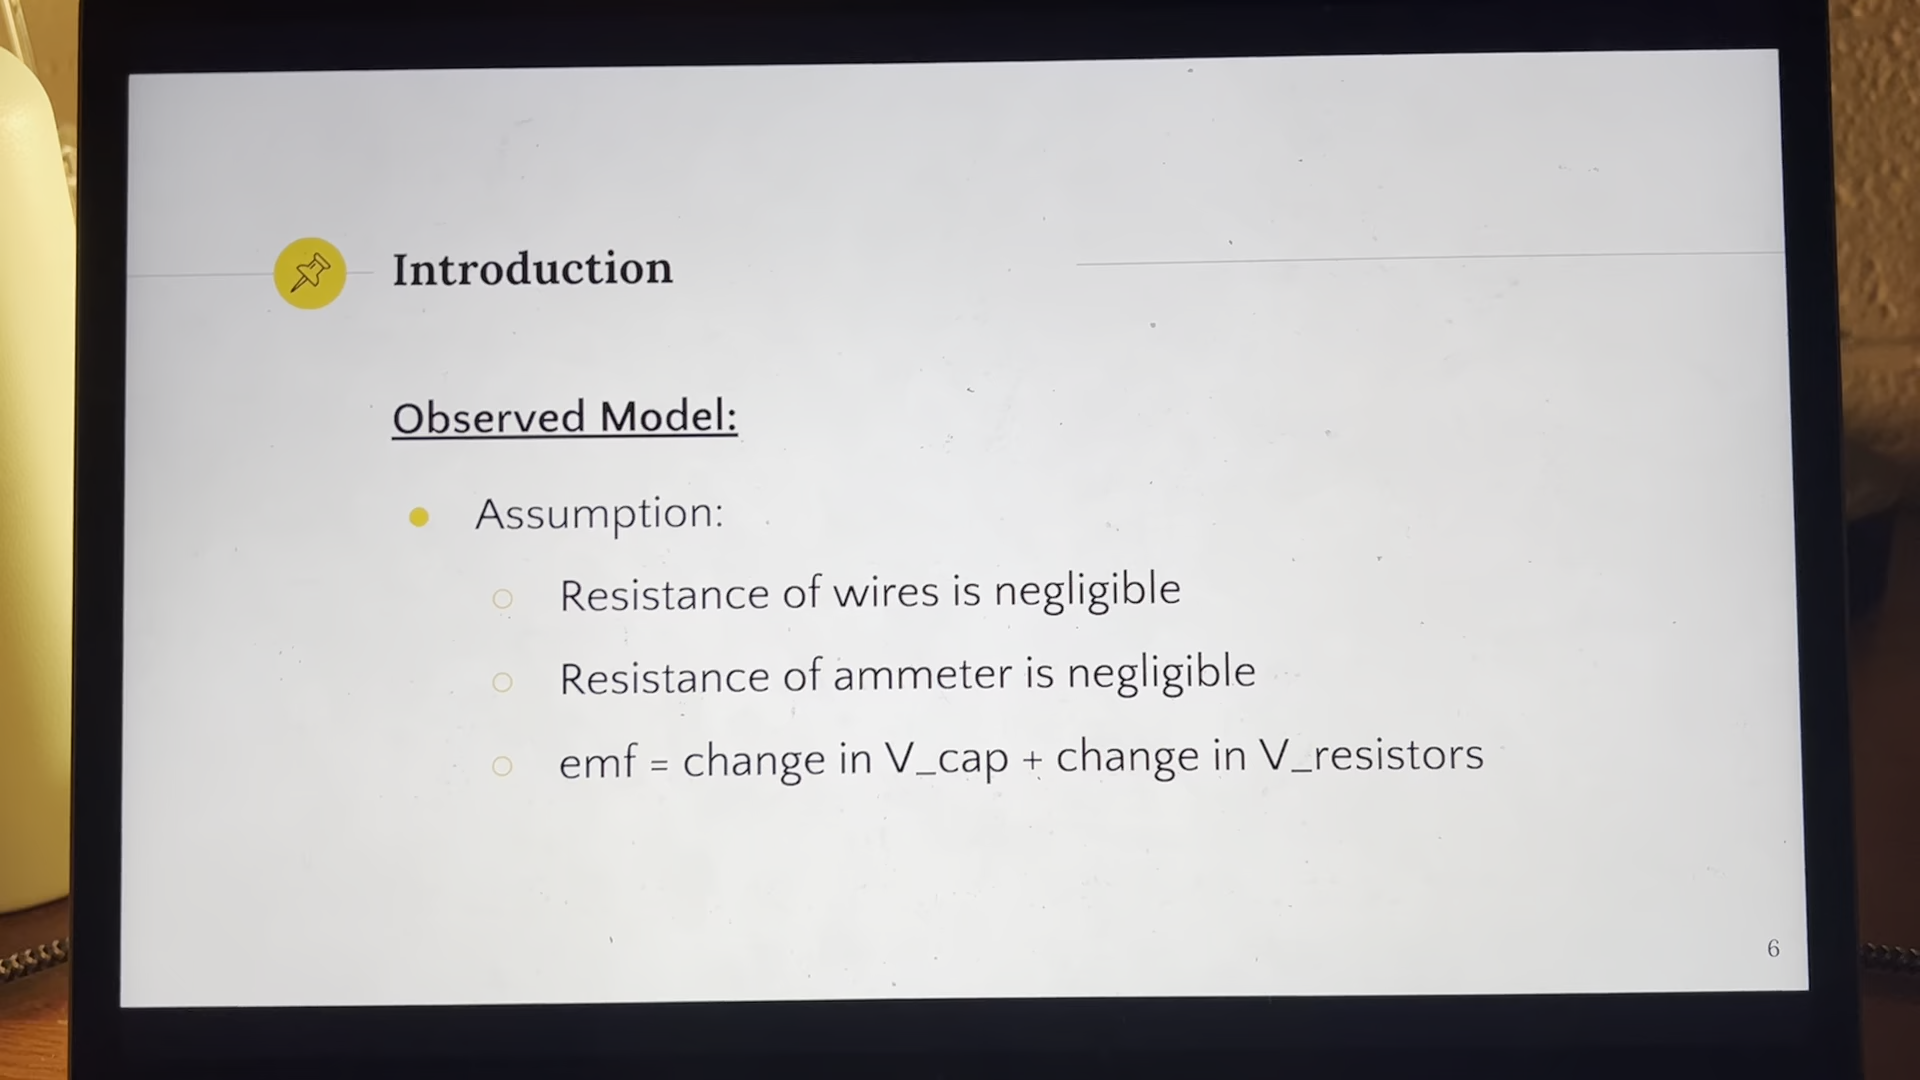 Introduction
Observed Model:
Assumption:
Resistance of wires is negligible
Resistance of ammeter is negligible
emf = change in V_cap + change in V_resistors
6